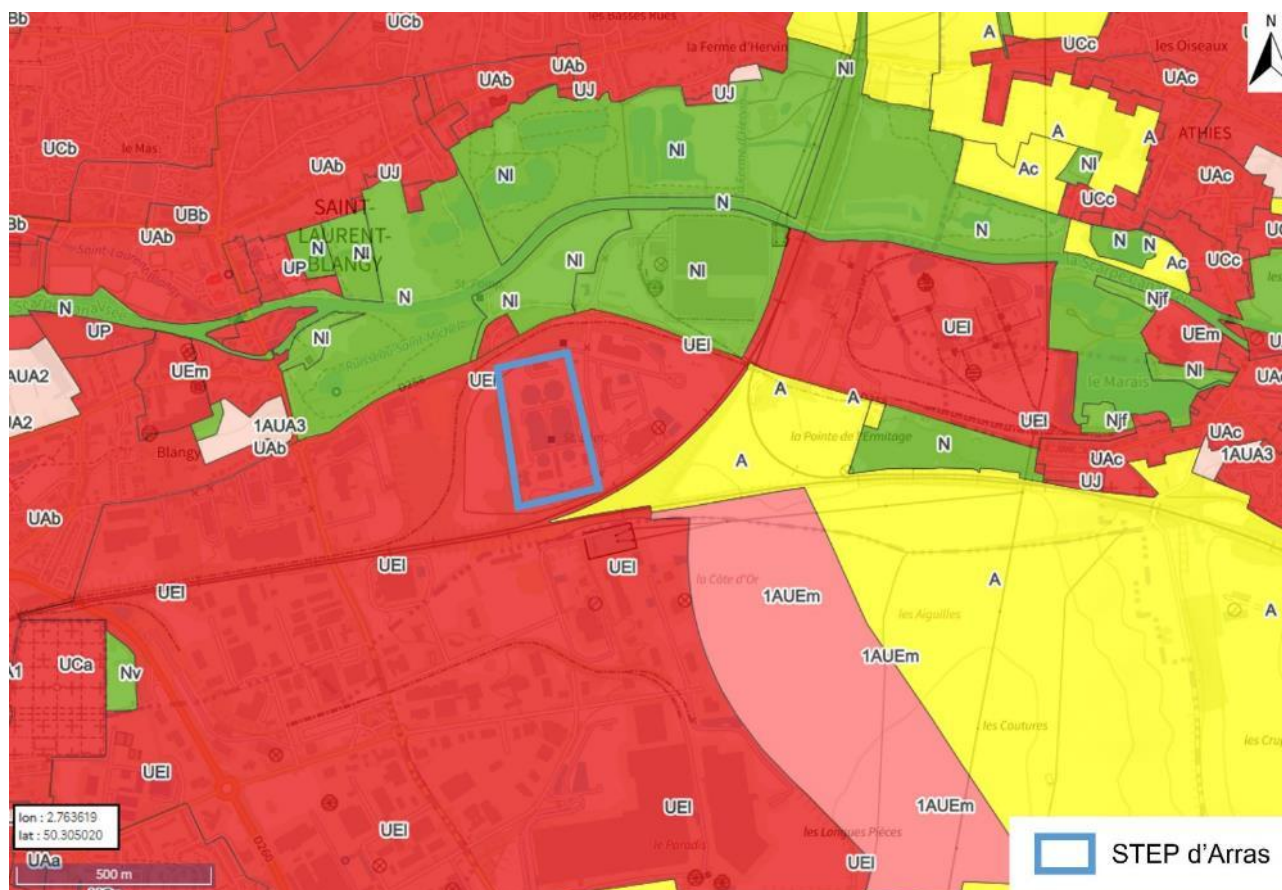 UCb
les Basses Rues
N
A
UCc
les Oiseaux
UAb
la Ferme d'Hervin
UAb
UJ
UJ
NI
UAc
UCb
le Mas
UAb
UJ
NI
NI
A
A
ATHIES
Ac
NI
UAc
UCc
UBb
UAb
SAINT-
LAURENT-
BLANGY
N
NI
UP
N
N
NI
N
N
N
Ac
UCc
NI
NI
N
UP
NI
UEm
UEI
UEI
Njf
UEm
NI
le Marais
1AUA3
UAb
Blangy
UEI
A
A
la Pointe de l'Ermitage
N
A
UEI
Njf
UAc
UAc
UJ
1AUA3
UAb
UEI
UEI
UEI
la Côte d'Or
1AUEm
A
les Aiguilles
A
1AUEm
UCa
Nv
les Coutures
UEI
UEI
UEI
le Paradis
1AUEm
les Longues Pièces
UEI
D260
lon : 2.763619
lat : 50.305020
UAa
500 m
STEP d'Arras